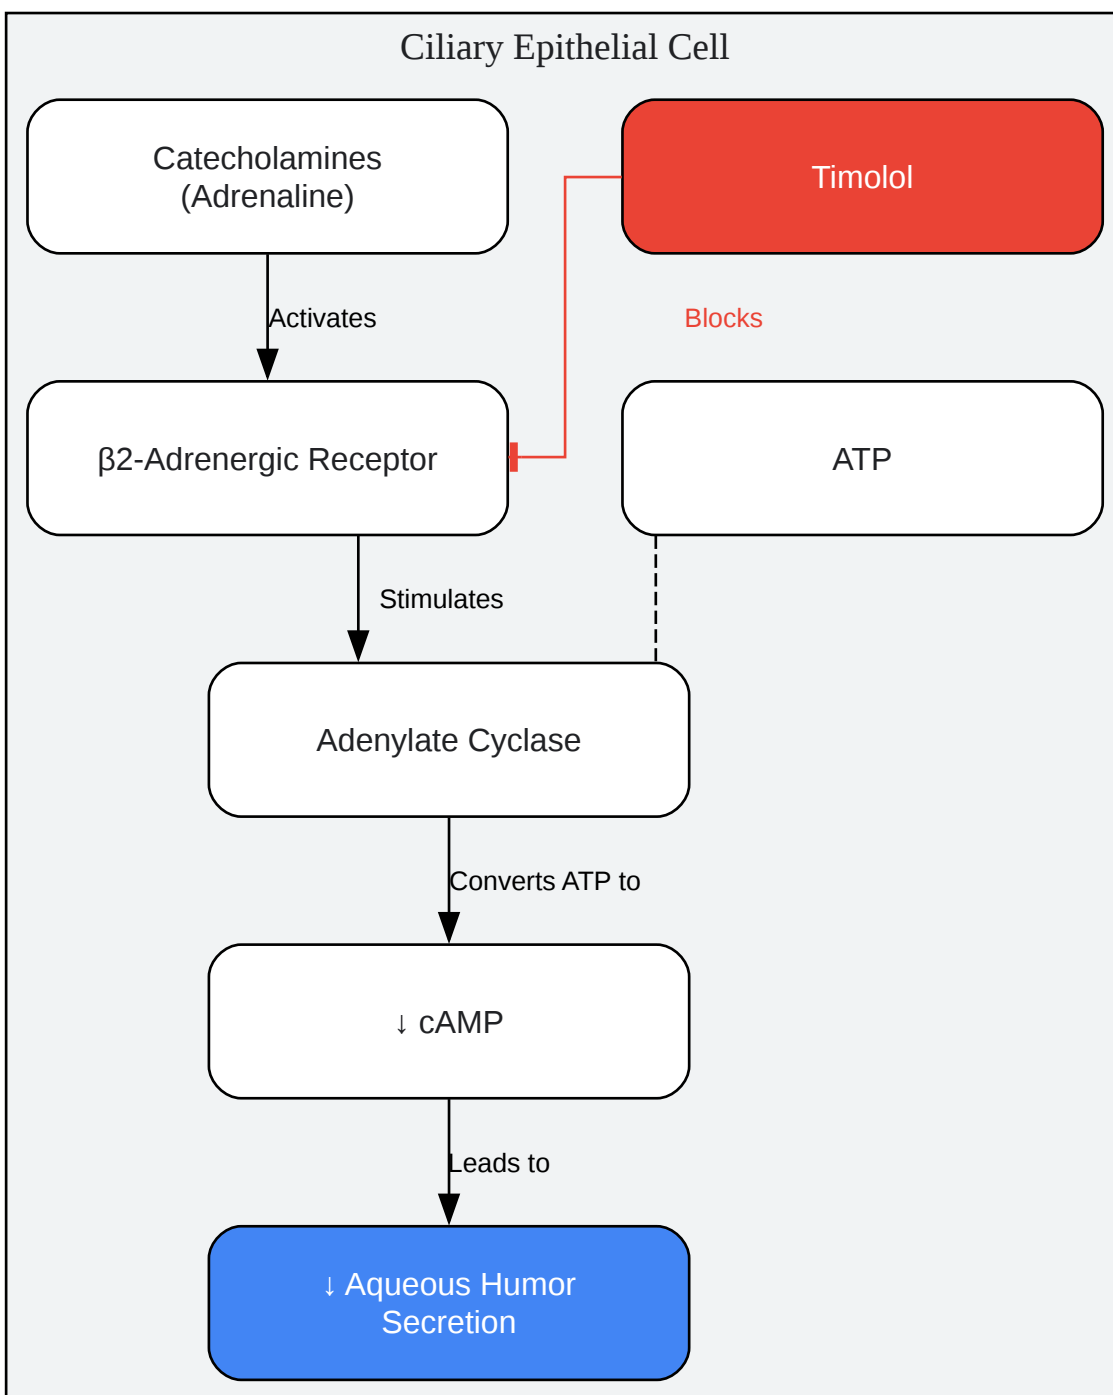 Ciliary Epithelial Cell
Catecholamines
(Adrenaline)
Timolol
Activates
Blocks
β2-Adrenergic Receptor
ATP
Stimulates
Adenylate Cyclase
Converts ATP to
↓ cAMP
Leads to
↓ Aqueous Humor
Secretion